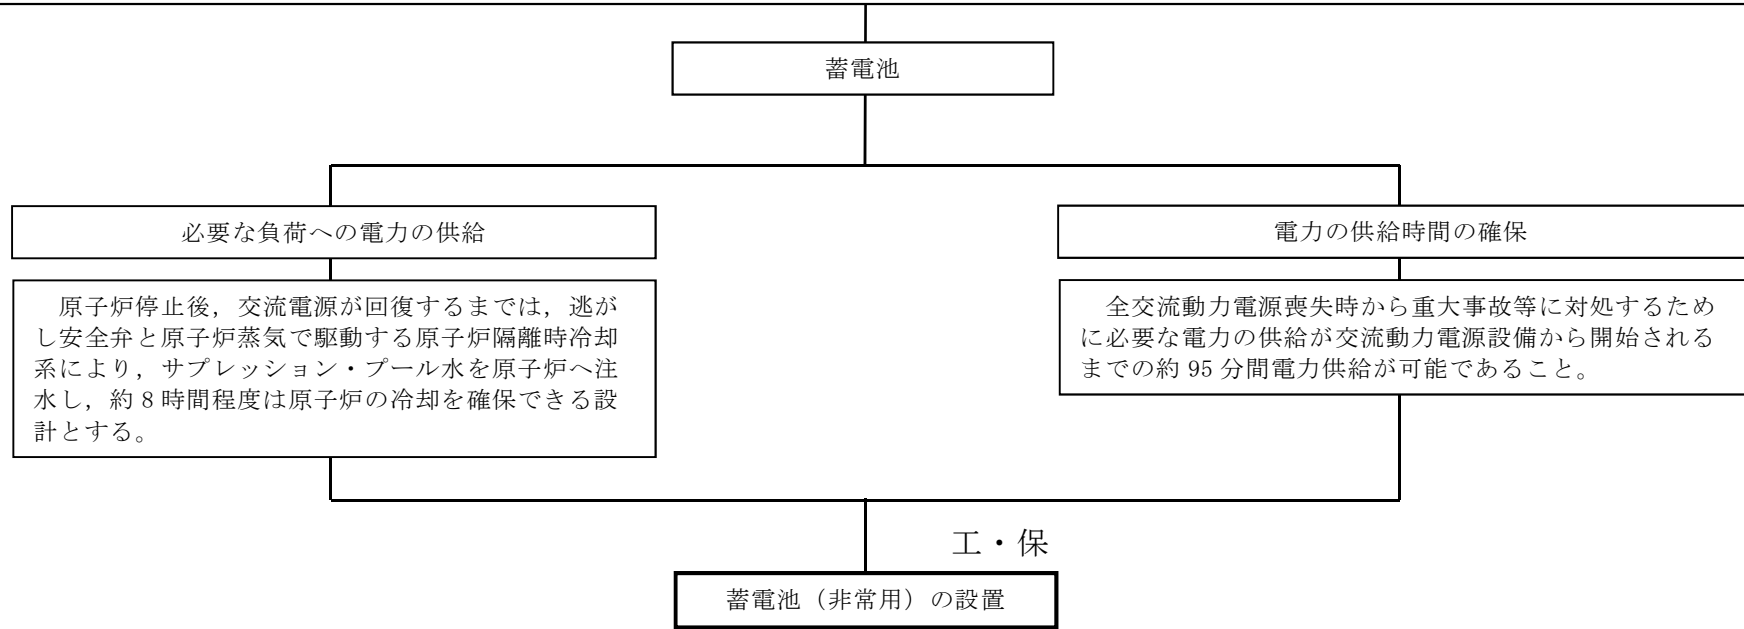 蓄電池
必要な負荷への電力の供給
原子炉停止後，交流電源が回復するまでは，逃が
し安全弁と原子炉蒸気で駆動する原子炉隔離時冷却
系により，サプレッション・プール水を原子炉へ注
水し，約８時間程度は原子炉の冷却を確保できる設
計とする。
電力の供給時間の確保
全交流動力電源喪失時から重大事故等に対処するため
に必要な電力の供給が交流動力電源設備から開始される
までの約 95 分間電力供給が可能であること。
工・保
蓄電池（非常用）の設置